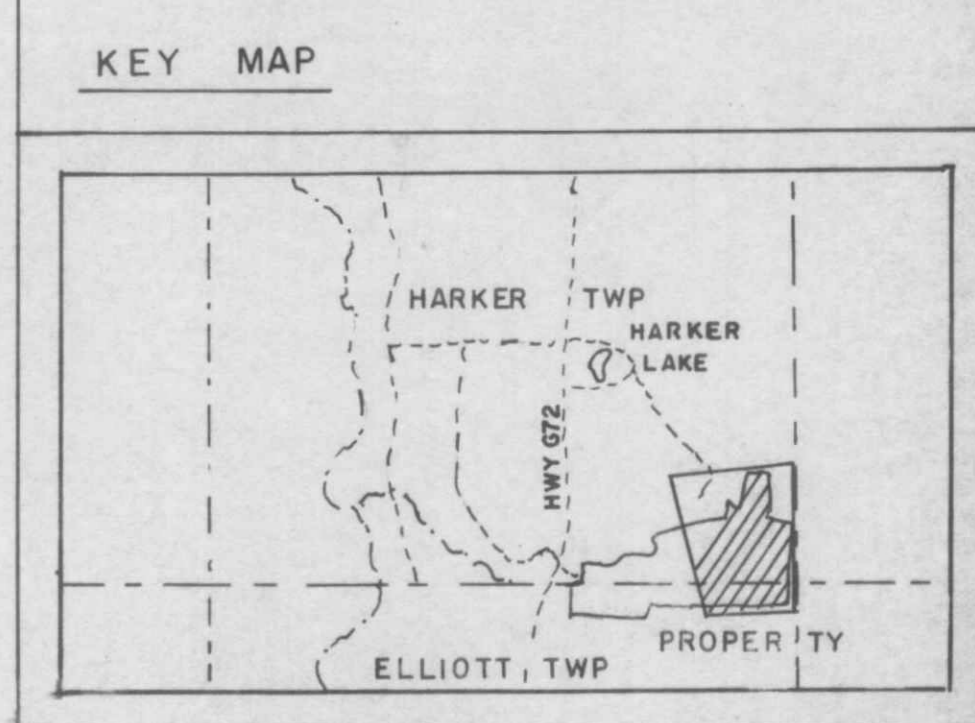 KEY MAP
HARKER TWP
HARKER
LAKE
HWY 672
PROPERTY
ELLIOTT, TWP